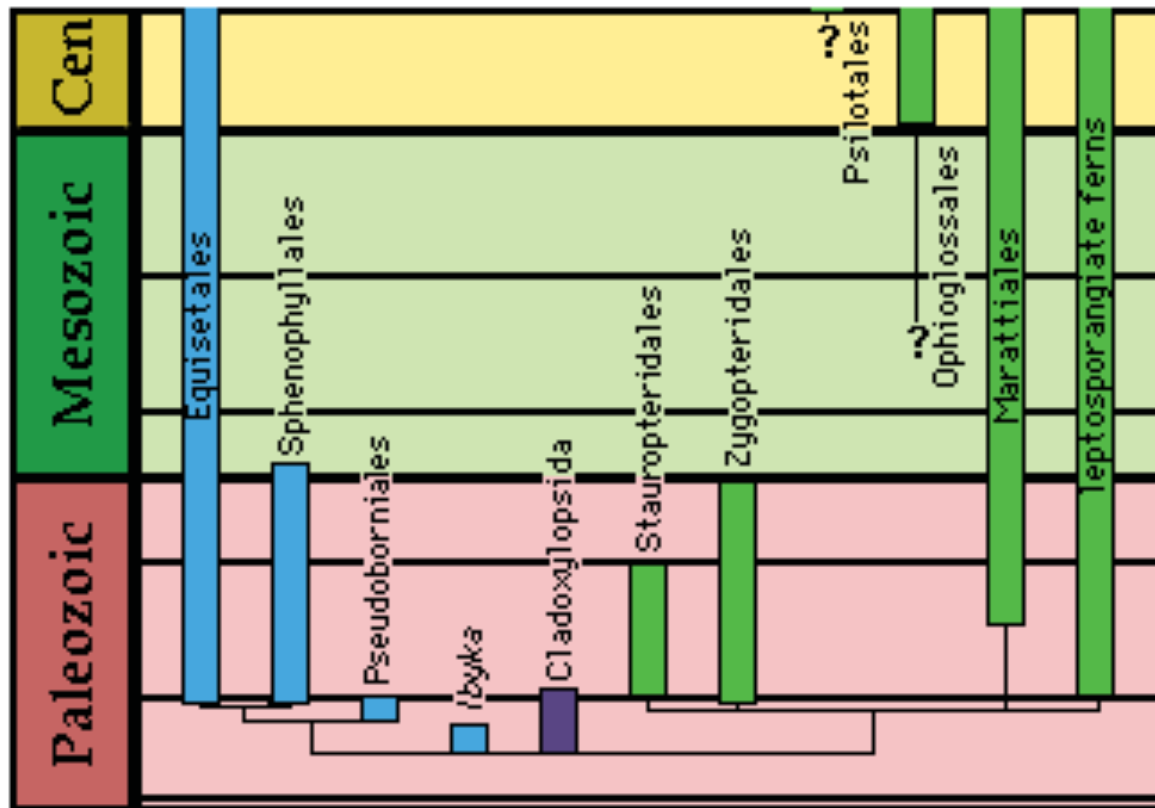 Cen
Mesozoic
Paleozoic
Equisetales
Sphenophyllales
Pseudoborniales
Ibyka
Cladoxylopsida
Stauropteridales
Zygopteridales
?
Psilotales
?
Ophioglossales
Marattiales
leptosporangiate ferns